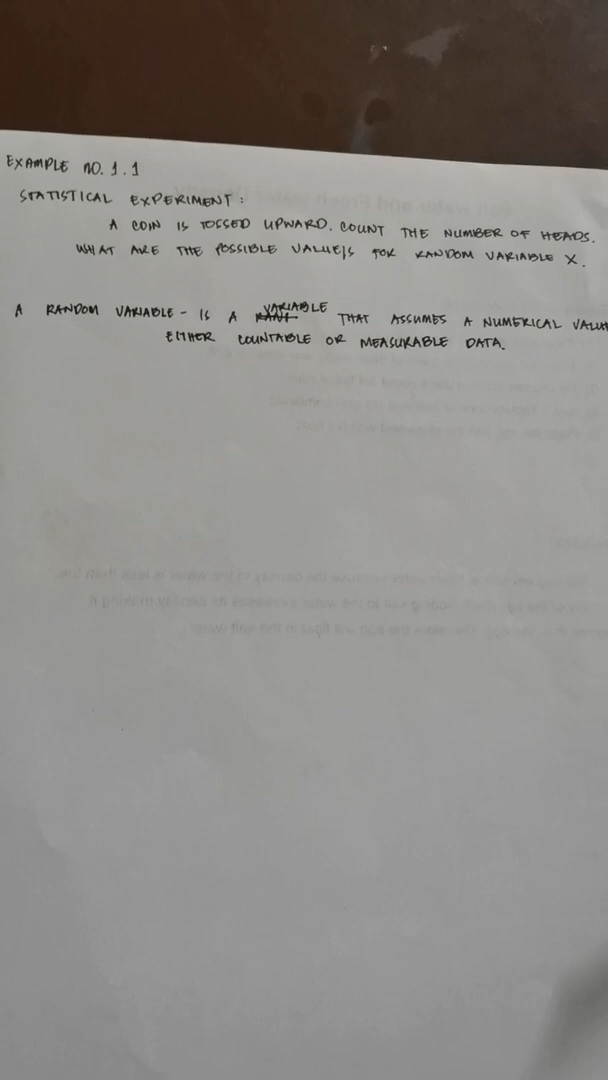 EXAMPLE NO. 1.1
STATISTICAL EXPERIMENT:
A COIN IS TOSSED UPWARD. COUNT THE NUMBER OF HEADS.
WHAT ARE THE POSSIBLE VALUE/S FOR RANDOM VARIABLE X.
A RANDOM VARIABLE - IS A VARIABLE THAT ASSUMES A NUMERICAL VALUE
EITHER COUNTABLE OR MEASURABLE DATA.